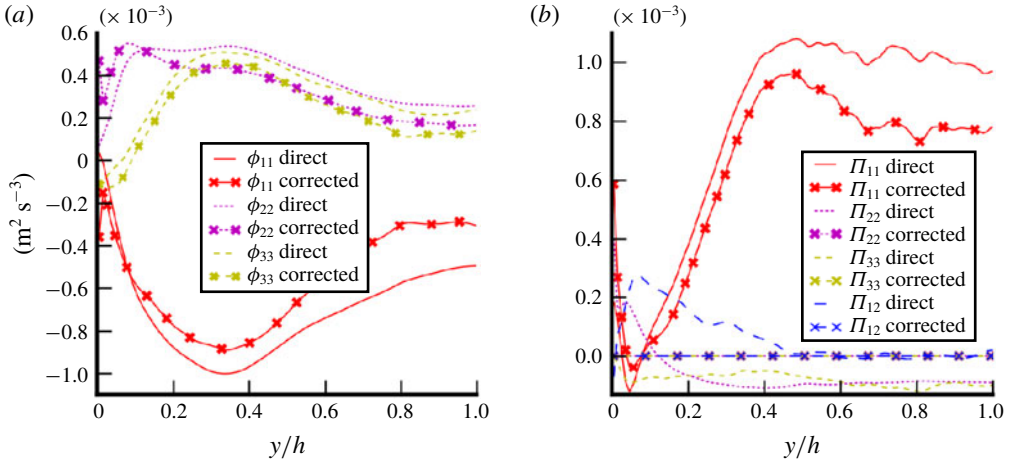 (a)
(× 10⁻³)
0.6
0.4
0.2
0
−0.2
−0.4
−0.6
−0.8
−1.0
(m² s⁻³)
ϕ₁₁ direct
ϕ₁₁ corrected
ϕ₂₂ direct
ϕ₂₂ corrected
ϕ₃₃ direct
ϕ₃₃ corrected
0
0.2
0.4
0.6
0.8
1.0
y/h
(b)
(× 10⁻³)
1.0
0.8
0.6
0.4
0.2
0.0
Π₁₁ direct
Π₁₁ corrected
Π₂₂ direct
Π₂₂ corrected
Π₃₃ direct
Π₃₃ corrected
Π₁₂ direct
Π₁₂ corrected
0
0.2
0.4
0.6
0.8
1.0
y/h